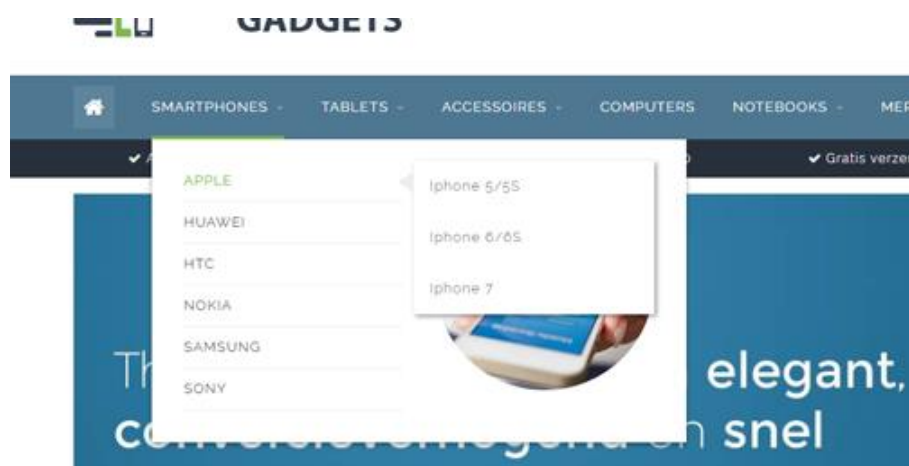 GADGETS
SMARTPHONES TABLETS ACCESSOIRES COMPUTERS NOTEBOOKS
Gratis
APPLE
Iphone 5/5S
HUAWEI
Iphone 6/6S
HTC
Iphone 7
NOKIA
SAMSUNG
SONY
elegant,
snel